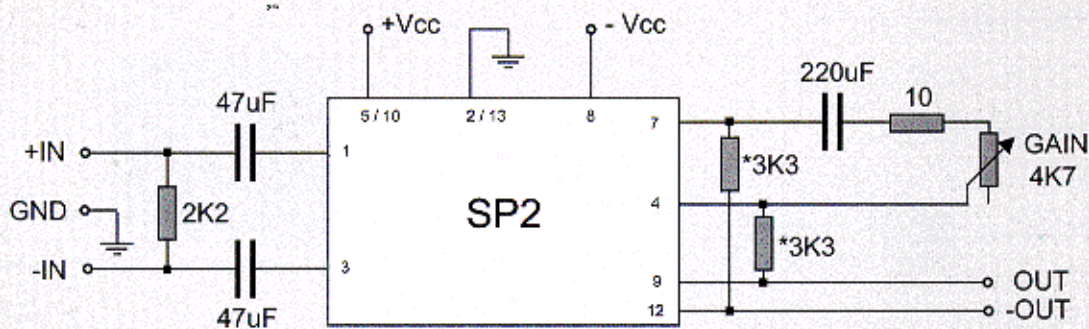 +Vcc
- Vcc
220uF
10
47uF
5 / 10
2 / 13
8
7
GAIN
4K7
+IN
1
*3K3
GND
2K2
SP2
4
*3K3
-IN
3
9
OUT
12
-OUT
47uF